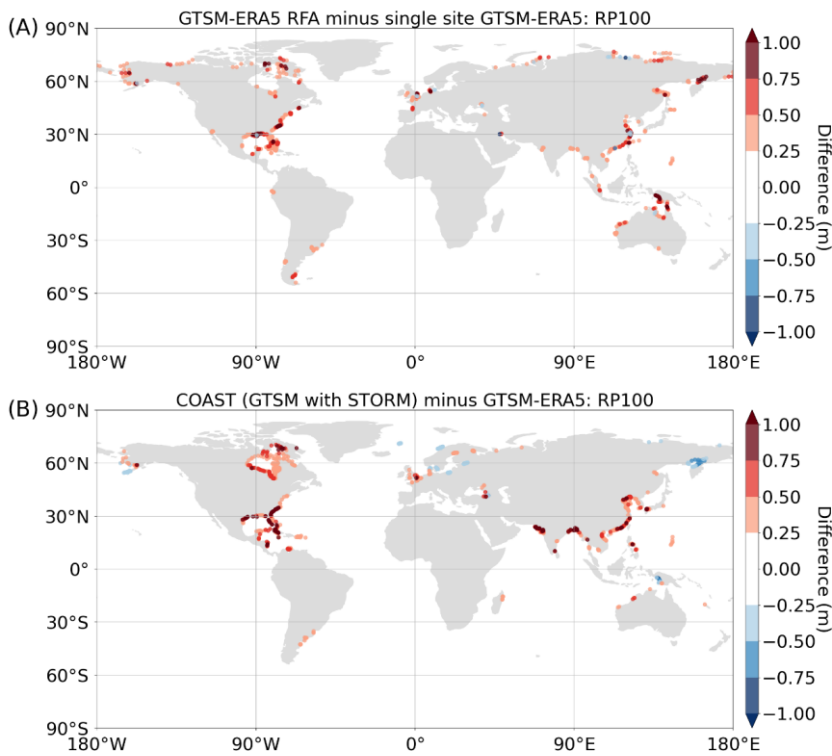 GTSM-ERA5 RFA minus single site GTSM-ERA5: RP100
(A)
90°N
60°N
30°N
0°
30°S
60°S
90°S
180°W
90°W
0°
90°E
180°E
1.00
0.75
0.50
0.25
0.00
−0.25
−0.50
−0.75
−1.00
Difference (m)
COAST (GTSM with STORM) minus GTSM-ERA5: RP100
(B)
90°N
60°N
30°N
0°
30°S
60°S
90°S
180°W
90°W
0°
90°E
180°E
1.00
0.75
0.50
0.25
0.00
−0.25
−0.50
−0.75
−1.00
Difference (m)